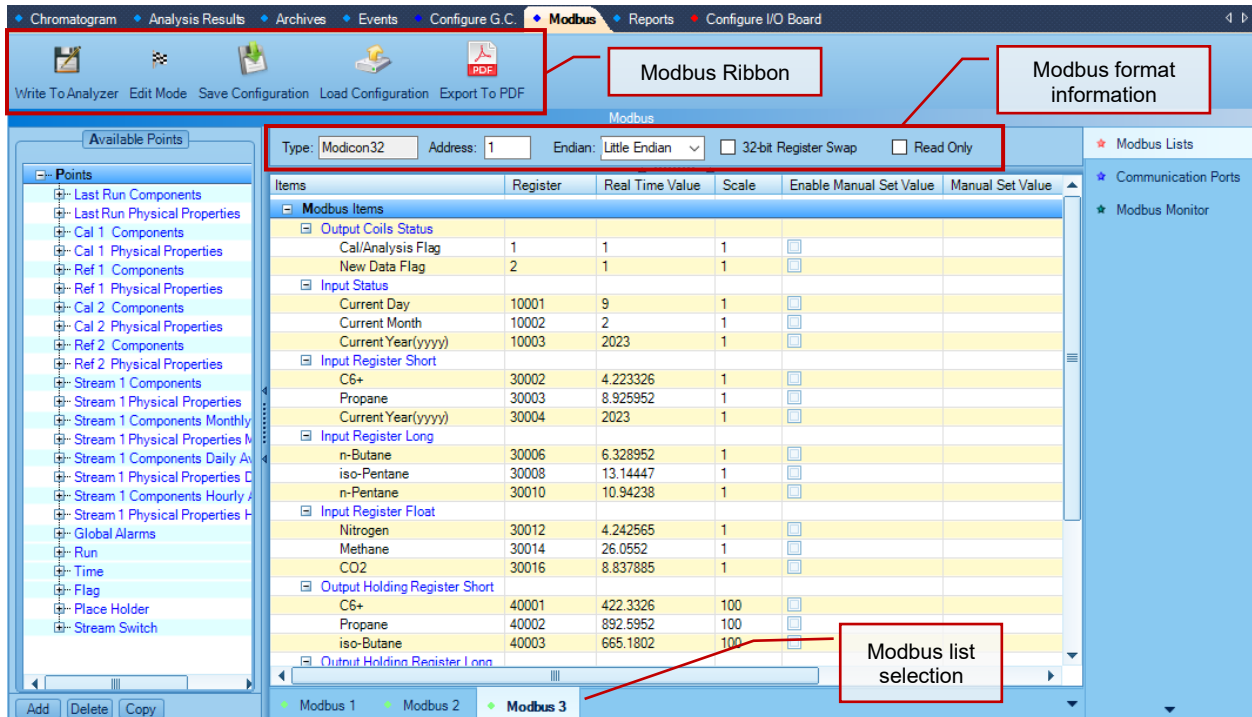 Chromatogram Analysis Results Archives Events Configure G.C. Modbus Reports Configure I/O Board
Write To Analyzer Edit Mode Save Configuration Load Configuration Export To PDF
PDF
Modbus Ribbon
Modbus format
information
Modbus
Available Points
Points
Last Run Components
Last Run Physical Properties
Cal 1 Components
Cal 1 Physical Properties
Ref 1 Components
Ref 1 Physical Properties
Cal 2 Components
Cal 2 Physical Properties
Ref 2 Components
Ref 2 Physical Properties
Stream 1 Components
Stream 1 Physical Properties
Stream 1 Components Monthly
Stream 1 Physical Properties M
Stream 1 Components Daily Av
Stream 1 Physical Properties D
Stream 1 Components Hourly A
Stream 1 Physical Properties H
Global Alarms
Run
Time
Flag
Place Holder
Stream Switch
Add Delete Copy
Type: Modicon32 Address: 1 Endian: Little Endian 32-bit Register Swap Read Only
Items Register Real Time Value Scale Enable Manual Set Value Manual Set Value
Modbus Items
Output Coils Status
Cal/Analysis Flag 1 1 1
New Data Flag 2 1 1
Input Status
Current Day 10001 9 1
Current Month 10002 2 1
Current Year(yyyy) 10003 2023 1
Input Register Short
C6+ 30002 4.223326 1
Propane 30003 8.925952 1
Current Year(yyyy) 30004 2023 1
Input Register Long
n-Butane 30006 6.328952 1
iso-Pentane 30008 13.14447 1
n-Pentane 30010 10.94238 1
Input Register Float
Nitrogen 30012 4.242565 1
Methane 30014 26.0552 1
CO2 30016 8.837885 1
Output Holding Register Short
C6+ 40001 422.3326 100
Propane 40002 892.5952 100
iso-Butane 40003 665.1802 100
Output Holding Register Long
Modbus list
selection
Modbus 1 Modbus 2 Modbus 3
Modbus Lists
Communication Ports
Modbus Monitor